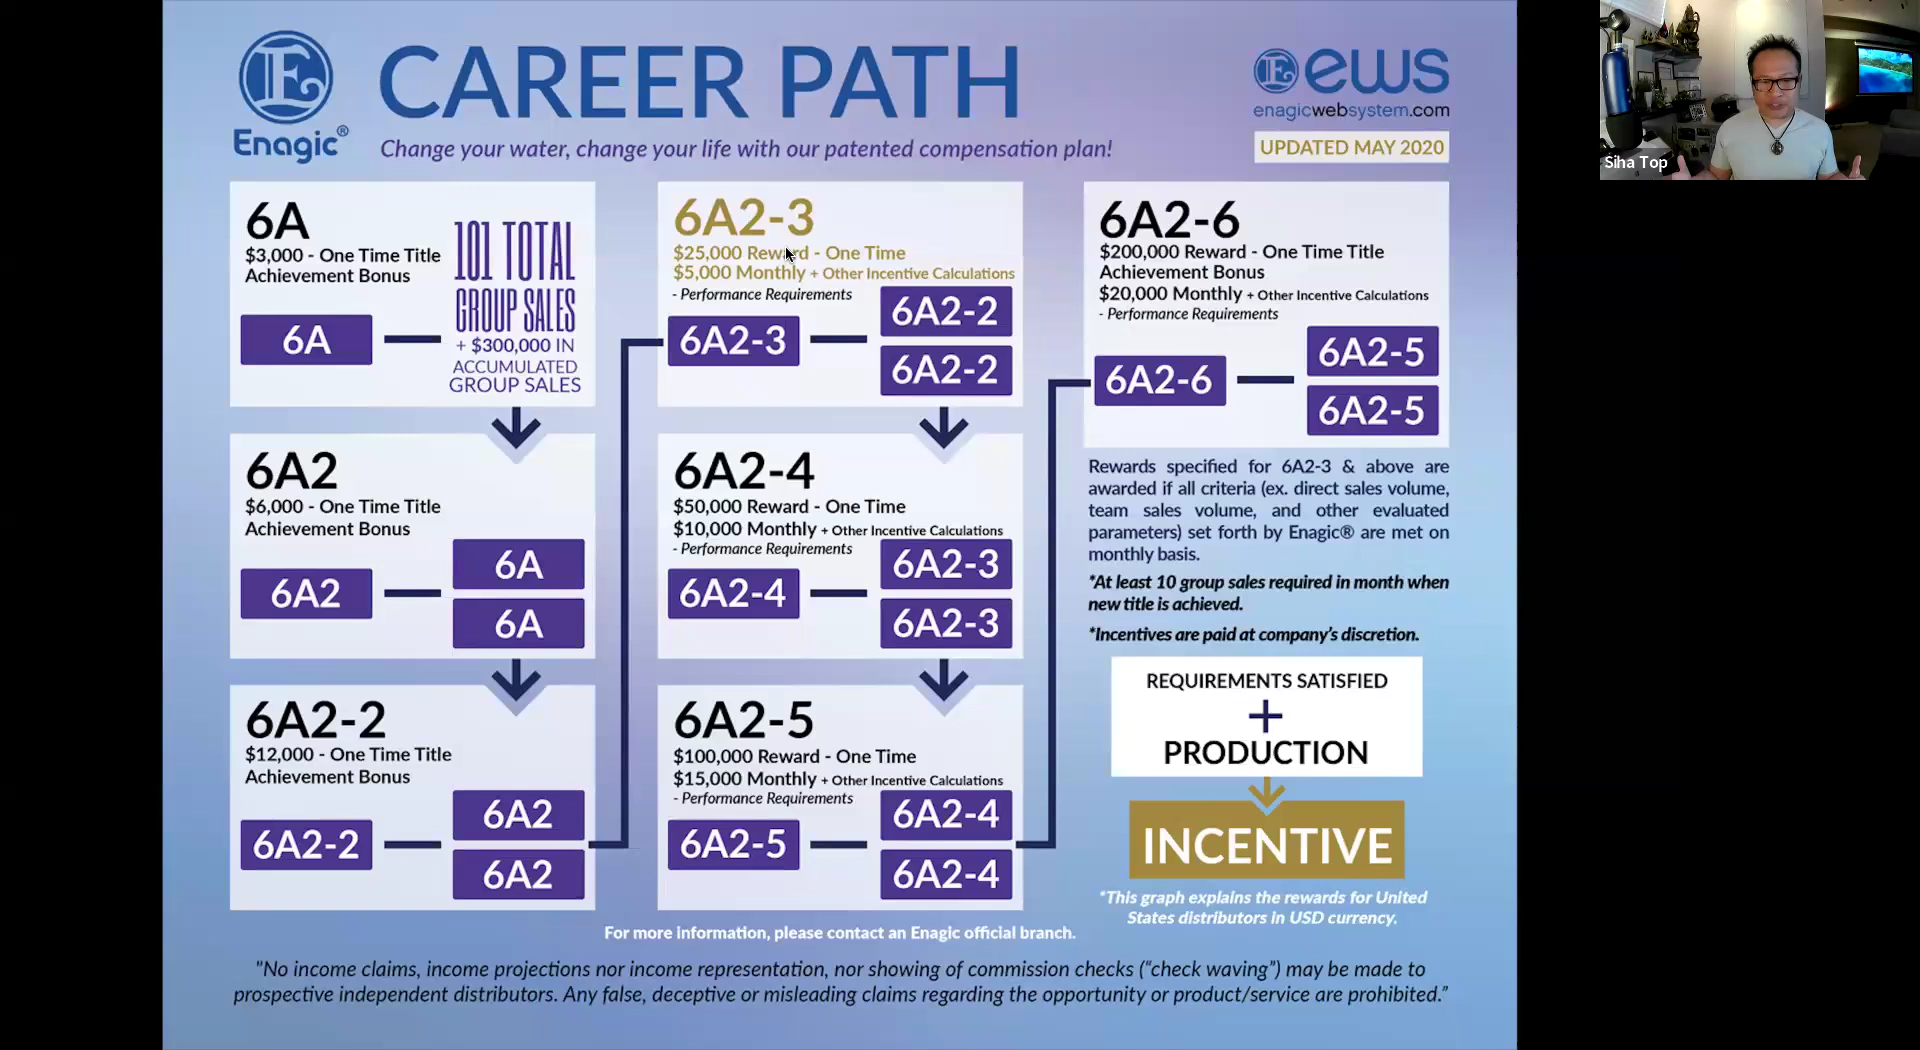 E
Enagic®
CAREER PATH
Change your water, change your life with our patented compensation plan!
E ews
enagicwebsystem.com
UPDATED MAY 2020
Siha Top
6A
$3,000 - One Time Title
Achievement Bonus
6A
101 TOTAL
GROUP SALES
+ $300,000 IN
ACCUMULATED
GROUP SALES
6A2
$6,000 - One Time Title
Achievement Bonus
6A2
6A
6A
6A2-2
$12,000 - One Time Title
Achievement Bonus
6A2-2
6A2
6A2
6A2-3
$25,000 Reward - One Time
$5,000 Monthly + Other Incentive Calculations
- Performance Requirements
6A2-3
6A2-2
6A2-2
6A2-4
$50,000 Reward - One Time
$10,000 Monthly + Other Incentive Calculations
- Performance Requirements
6A2-4
6A2-3
6A2-3
6A2-5
$100,000 Reward - One Time
$15,000 Monthly + Other Incentive Calculations
- Performance Requirements
6A2-5
6A2-4
6A2-4
6A2-6
$200,000 Reward - One Time Title
Achievement Bonus
$20,000 Monthly + Other Incentive Calculations
- Performance Requirements
6A2-6
6A2-5
6A2-5
Rewards specified for 6A2-3 & above are
awarded if all criteria (ex. direct sales volume,
team sales volume, and other evaluated
parameters) set forth by Enagic® are met on
monthly basis.
*At least 10 group sales required in month when
new title is achieved.
*Incentives are paid at company's discretion.
REQUIREMENTS SATISFIED
+
PRODUCTION
INCENTIVE
*This graph explains the rewards for United
States distributors in USD currency.
For more information, please contact an Enagic official branch.
"No income claims, income projections nor income representation, nor showing of commission checks ("check waving") may be made to
prospective independent distributors. Any false, deceptive or misleading claims regarding the opportunity or product/service are prohibited."